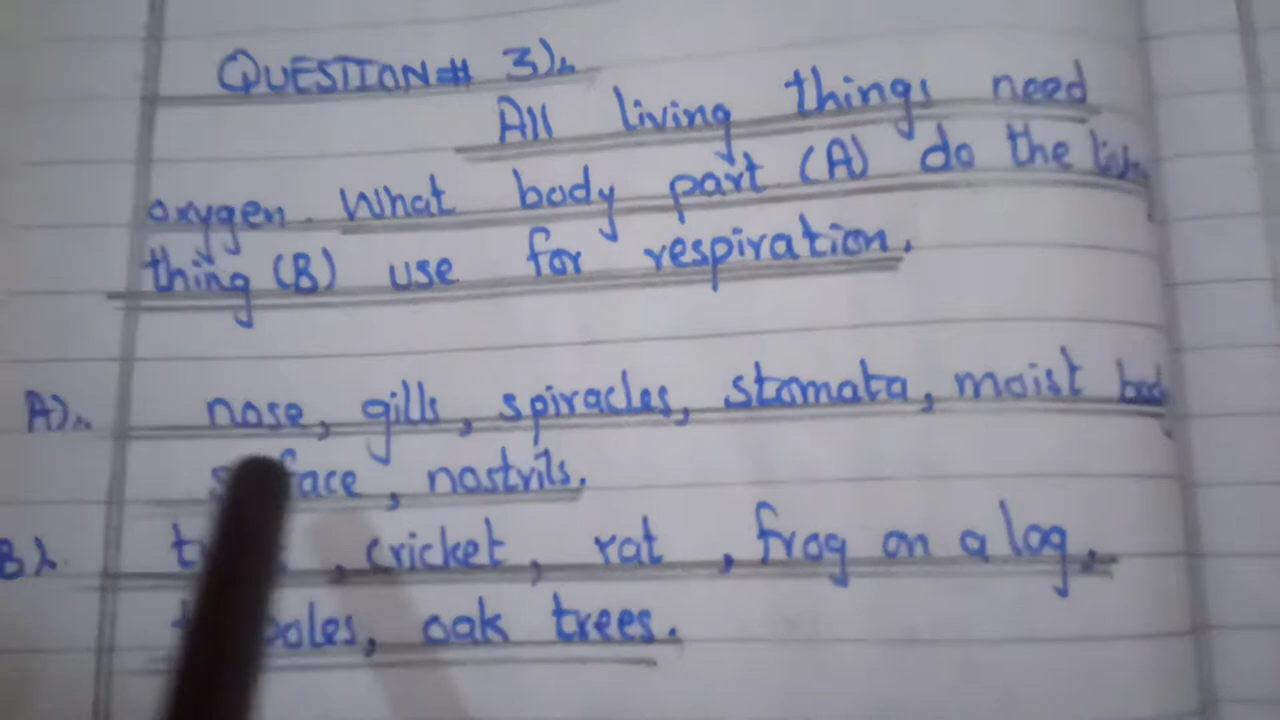 QUESTION# 3).
All living things need
oxygen. What body part (A) do the
thing (B) use for respiration.
A). nose, gills, spiracles, stomata, moist
nostrils.
B). , cricket, rat, frog on a log,
oak trees.